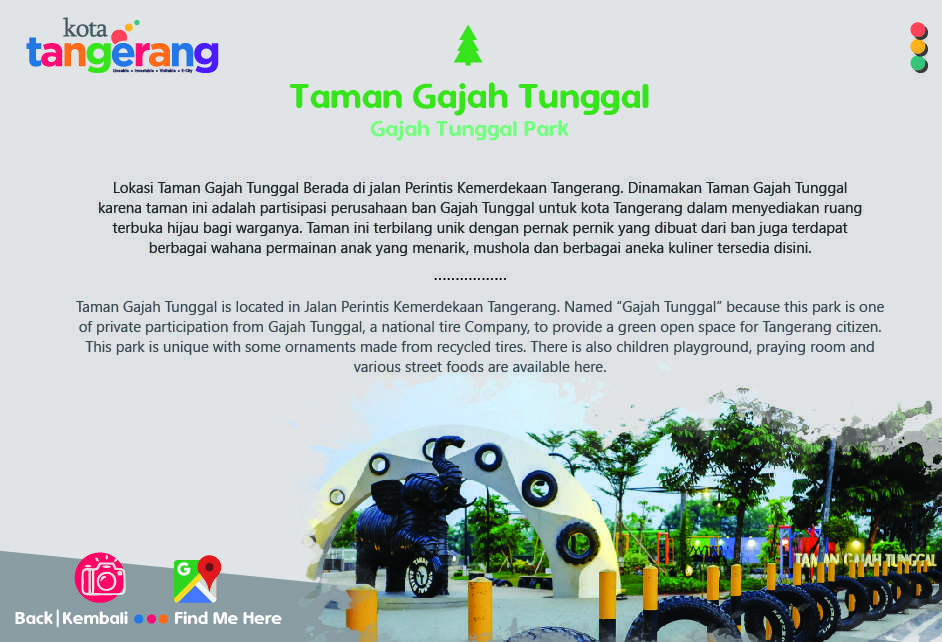 kota
tangerang
Liveable • Investable • Visitable • E-City
Taman Gajah Tunggal
Gajah Tunggal Park
Lokasi Taman Gajah Tunggal Berada di jalan Perintis Kemerdekaan Tangerang. Dinamakan Taman Gajah Tunggal
karena taman ini adalah partisipasi perusahaan ban Gajah Tunggal untuk kota Tangerang dalam menyediakan ruang
terbuka hijau bagi warganya. Taman ini terbilang unik dengan pernak pernik yang dibuat dari ban juga terdapat
berbagai wahana permainan anak yang menarik, mushola dan berbagai aneka kuliner tersedia disini.
.................
Taman Gajah Tunggal is located in Jalan Perintis Kemerdekaan Tangerang. Named “Gajah Tunggal” because this park is one
of private participation from Gajah Tunggal, a national tire Company, to provide a green open space for Tangerang citizen.
This park is unique with some ornaments made from recycled tires. There is also children playground, praying room and
various street foods are available here.
TAMAN GAJAH TUNGGAL
G
Back|Kembali
Find Me Here